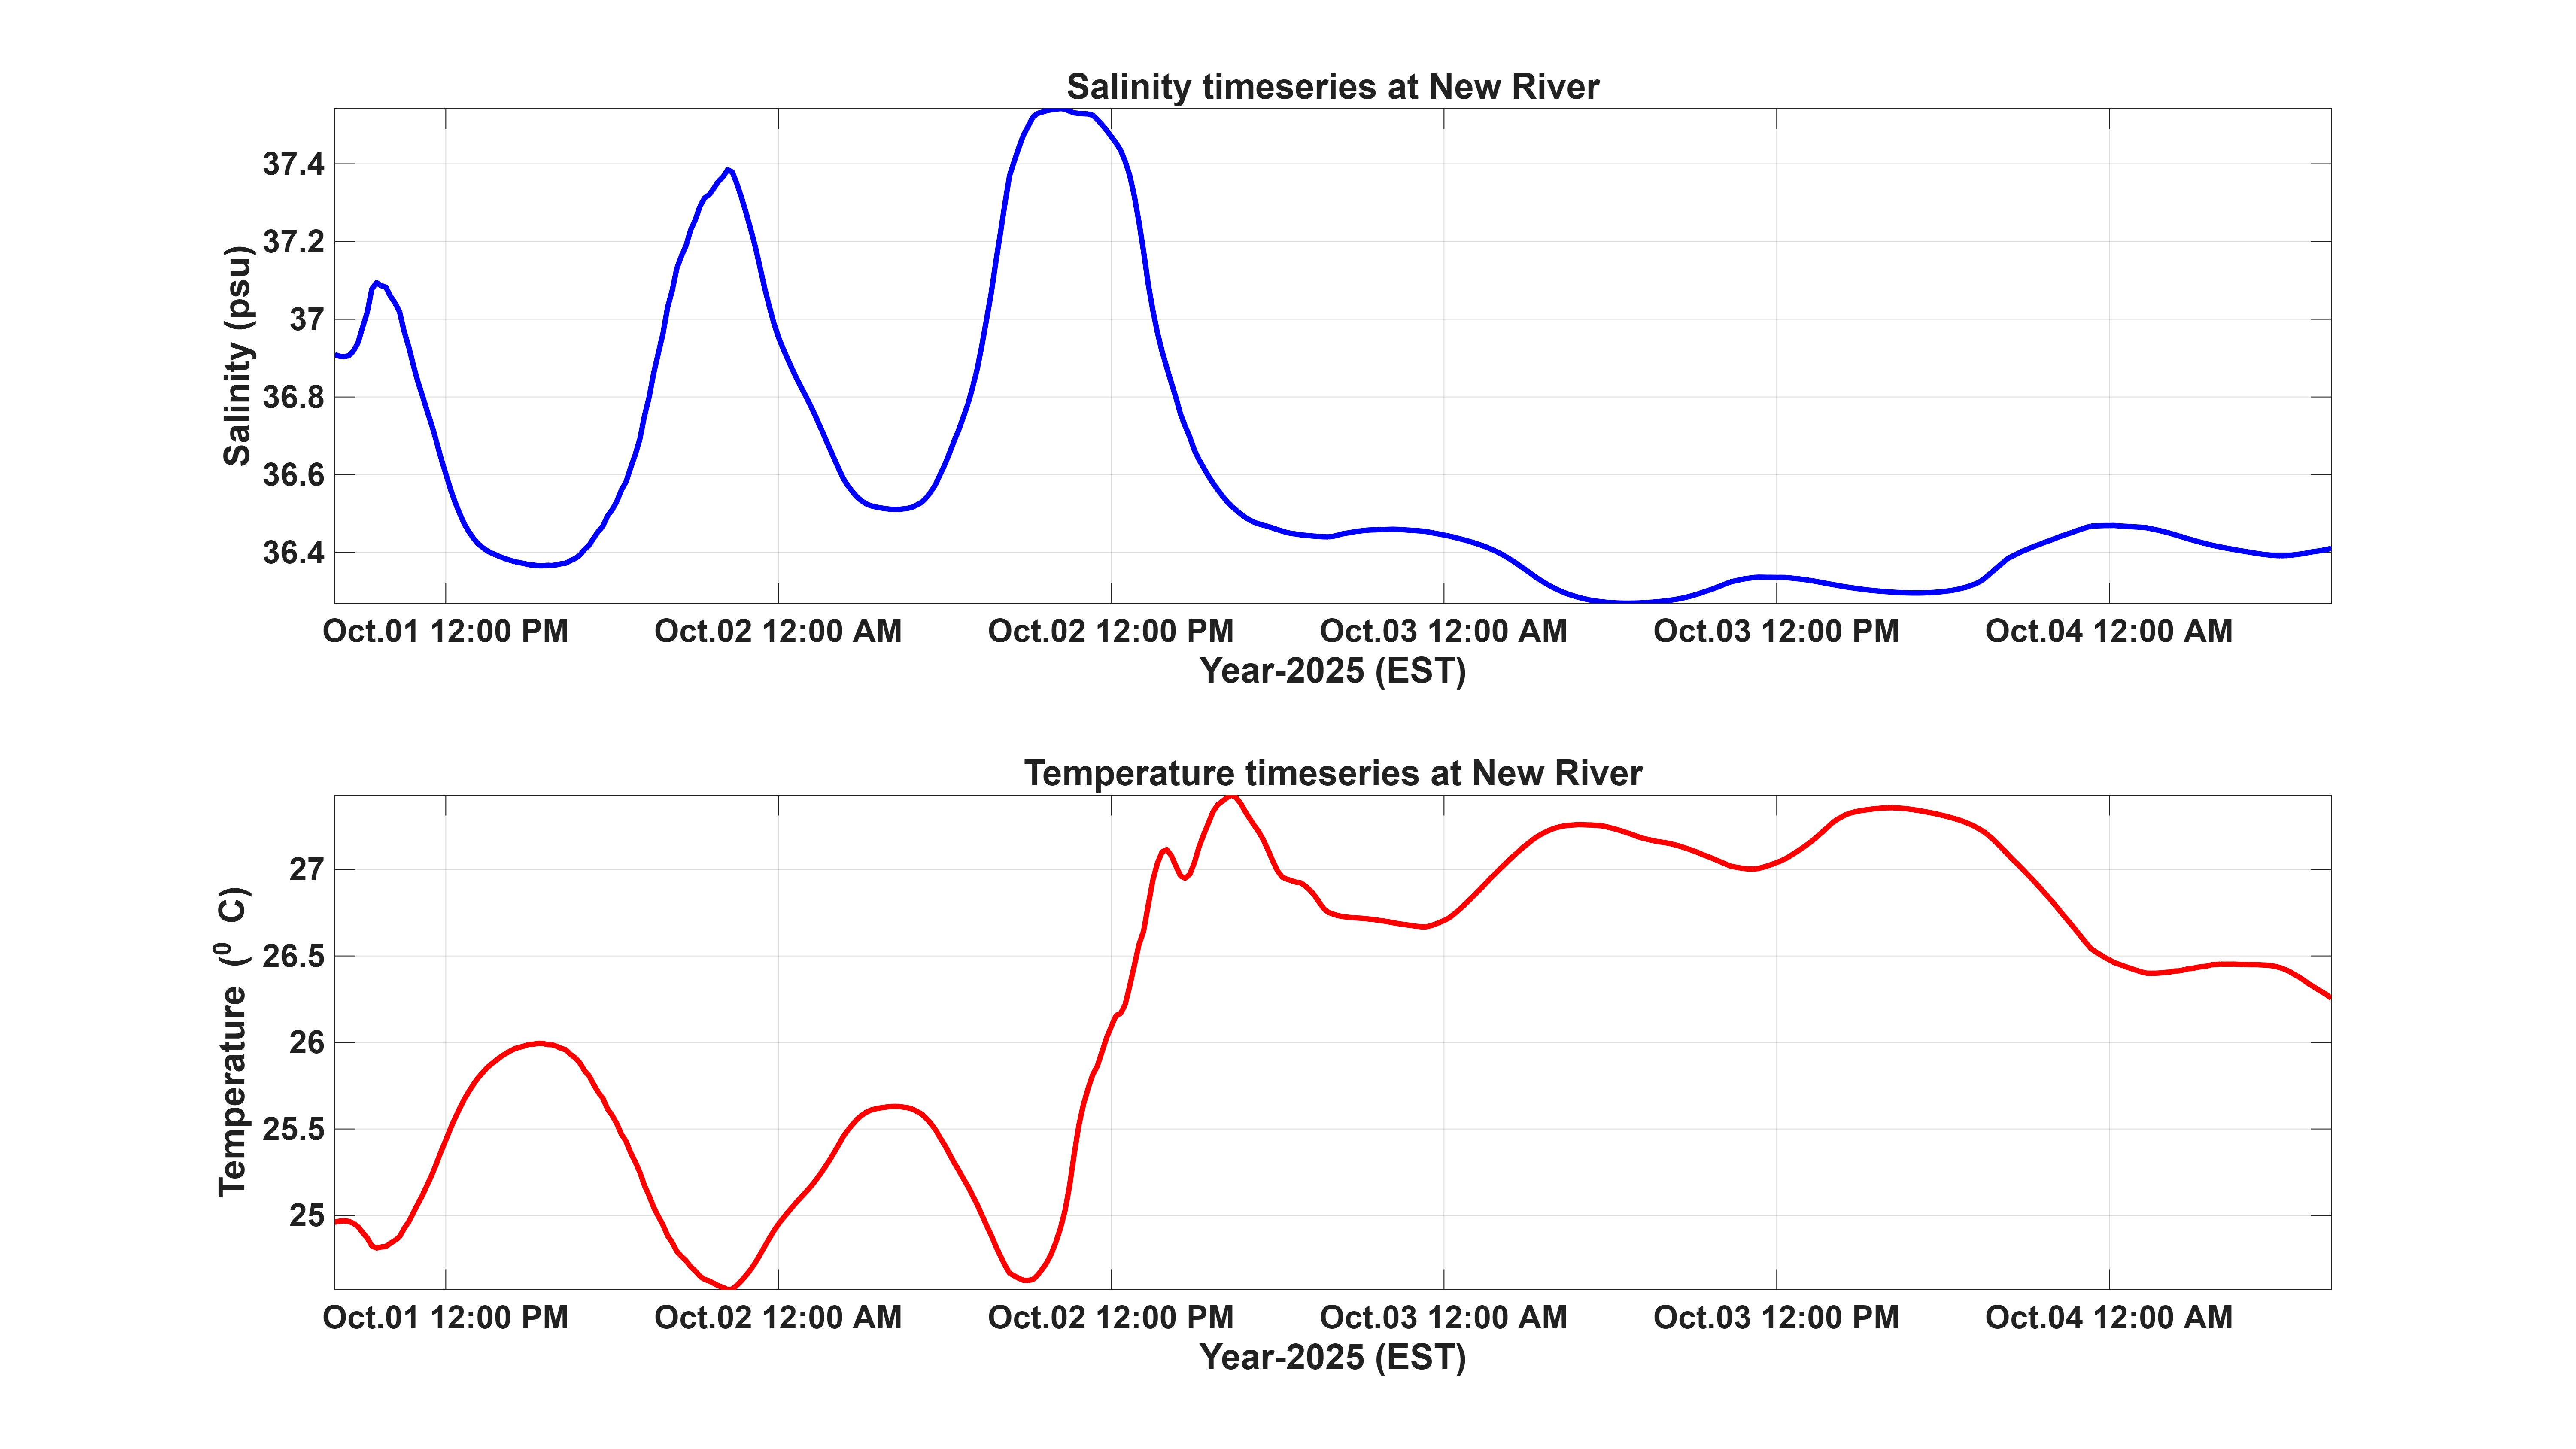 Salinity timeseries at New River
Salinity (psu)
37.4
37.2
37
36.8
36.6
36.4
Oct.01 12:00 PM
Oct.02 12:00 AM
Oct.02 12:00 PM
Oct.03 12:00 AM
Oct.03 12:00 PM
Oct.04 12:00 AM
Year-2025 (EST)
Temperature timeseries at New River
Temperature (⁰ C)
27
26.5
26
25.5
25
Oct.01 12:00 PM
Oct.02 12:00 AM
Oct.02 12:00 PM
Oct.03 12:00 AM
Oct.03 12:00 PM
Oct.04 12:00 AM
Year-2025 (EST)